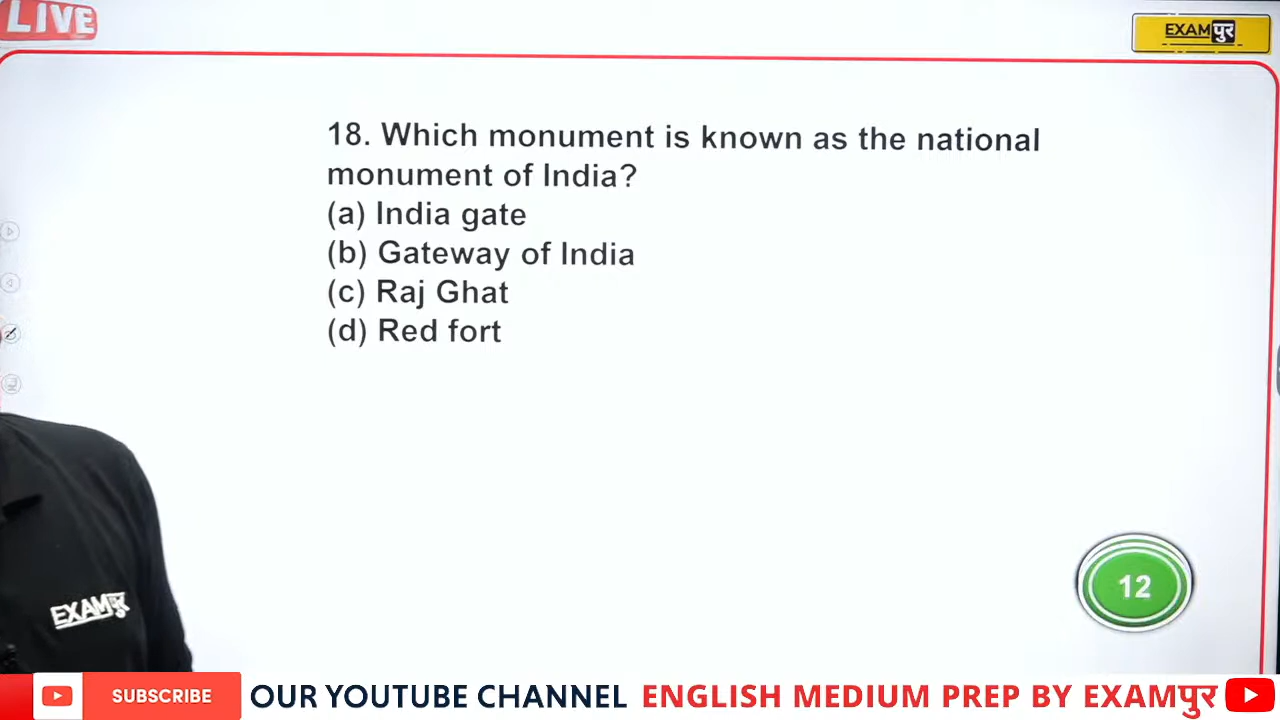 LIVE
EXAMपुर
18. Which monument is known as the national
monument of India?
(a) India gate
(b) Gateway of India
(c) Raj Ghat
(d) Red fort
12
EXAMपुर
SUBSCRIBE OUR YOUTUBE CHANNEL ENGLISH MEDIUM PREP BY EXAMपुर